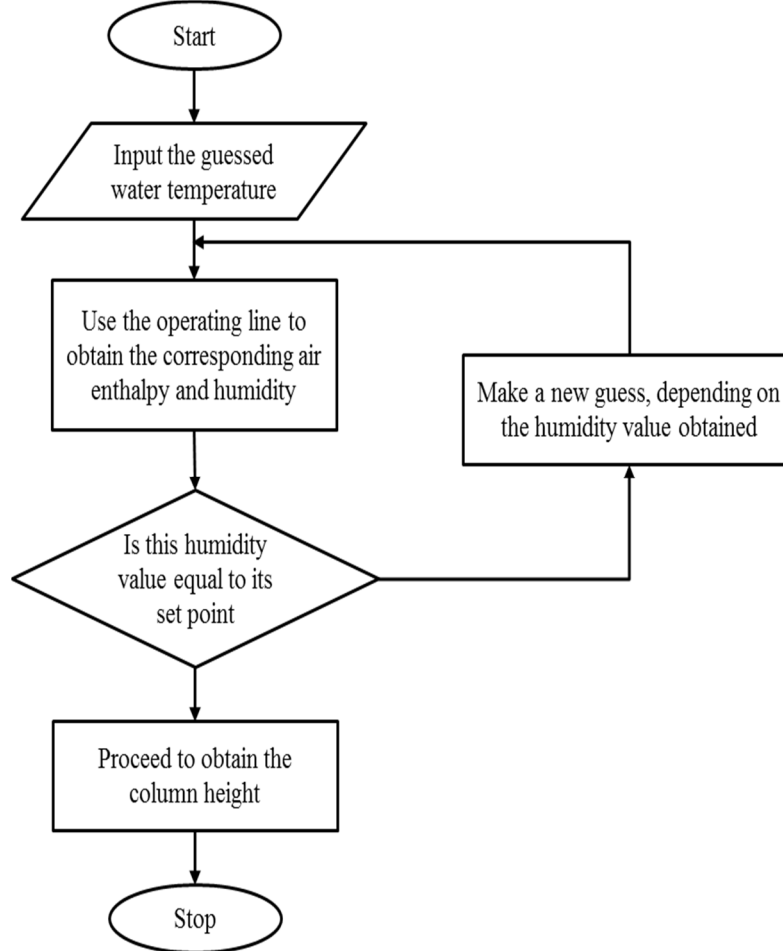 Start
Input the guessed
water temperature
Use the operating line to
obtain the corresponding air
enthalpy and humidity
Make a new guess, depending on
the humidity value obtained
Is this humidity
value equal to its
set point
Proceed to obtain the
column height
Stop